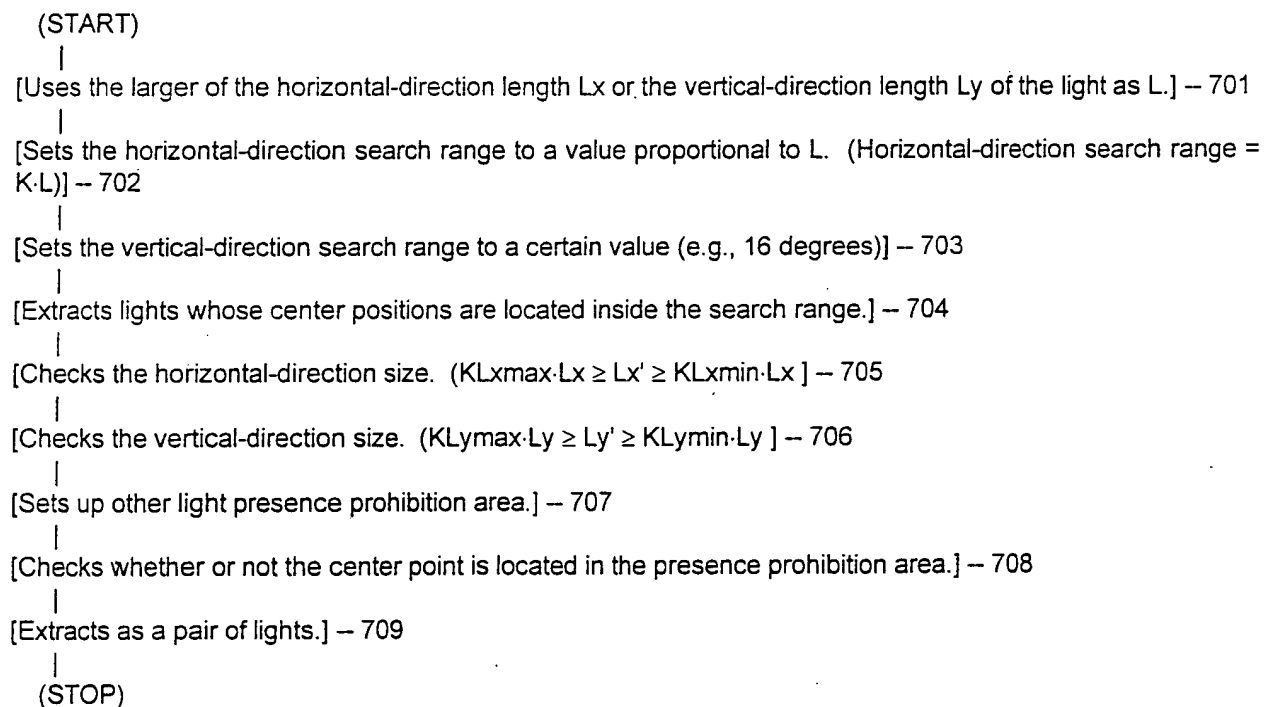 (START)
[Uses the larger of the horizontal-direction length Lx or the vertical-direction length Ly of the light as L.] – 701
[Sets the horizontal-direction search range to a value proportional to L. (Horizontal-direction search range =
K·L)] – 702
[Sets the vertical-direction search range to a certain value (e.g., 16 degrees)] – 703
[Extracts lights whose center positions are located inside the search range.] – 704
[Checks the horizontal-direction size. (KLxmax·Lx ≥ Lx' ≥ KLxmin·Lx ] – 705
[Checks the vertical-direction size. (KLymax·Ly ≥ Ly' ≥ KLymin·Ly ] – 706
[Sets up other light presence prohibition area.] – 707
[Checks whether or not the center point is located in the presence prohibition area.] – 708
[Extracts as a pair of lights.] – 709
(STOP)